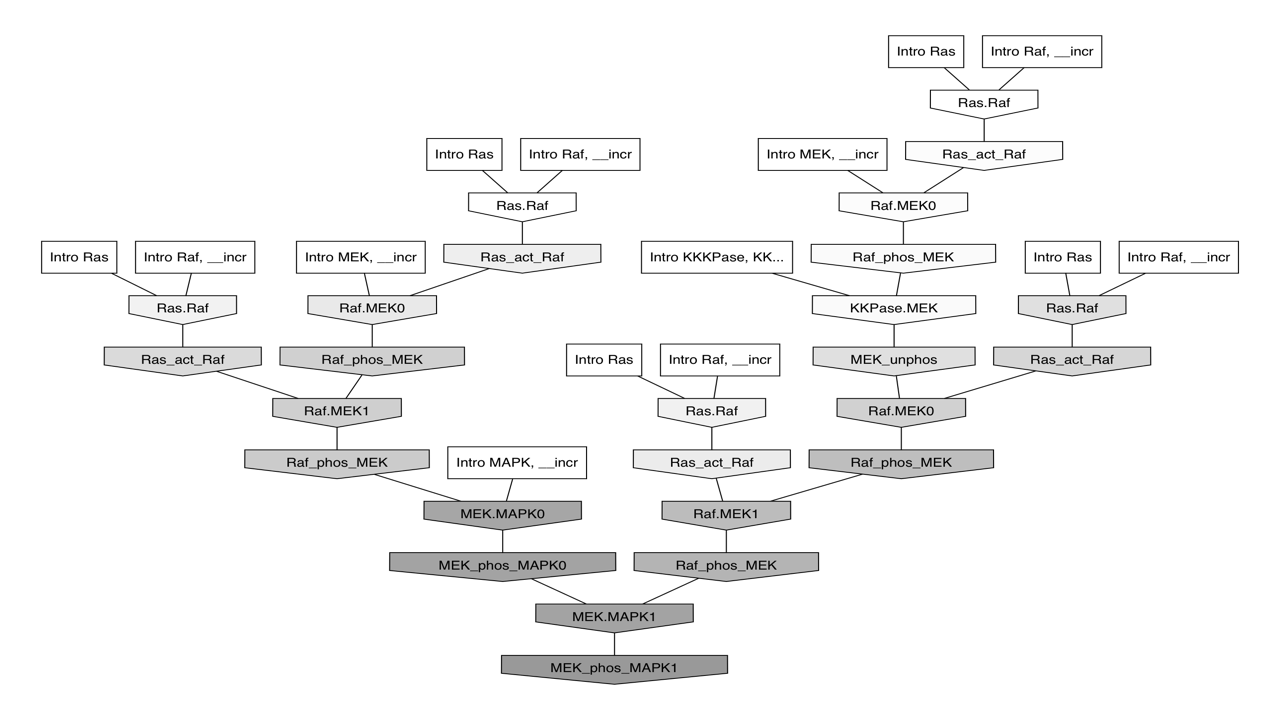 Intro Ras
Intro Raf, __incr
Ras.Raf
Intro Ras
Intro Raf, __incr
Intro MEK, __incr
Ras_act_Raf
Ras.Raf
Raf.MEK0
Intro Ras
Intro Raf, __incr
Intro MEK, __incr
Ras_act_Raf
Intro KKKPase, KK...
Raf_phos_MEK
Intro Ras
Intro Raf, __incr
Ras.Raf
Raf.MEK0
KKPase.MEK
Ras.Raf
Ras_act_Raf
Raf_phos_MEK
Intro Ras
Intro Raf, __incr
MEK_unphos
Ras_act_Raf
Raf.MEK1
Ras.Raf
Raf.MEK0
Raf_phos_MEK
Intro MAPK, __incr
Ras_act_Raf
Raf_phos_MEK
MEK.MAPK0
Raf.MEK1
MEK_phos_MAPK0
Raf_phos_MEK
MEK.MAPK1
MEK_phos_MAPK1